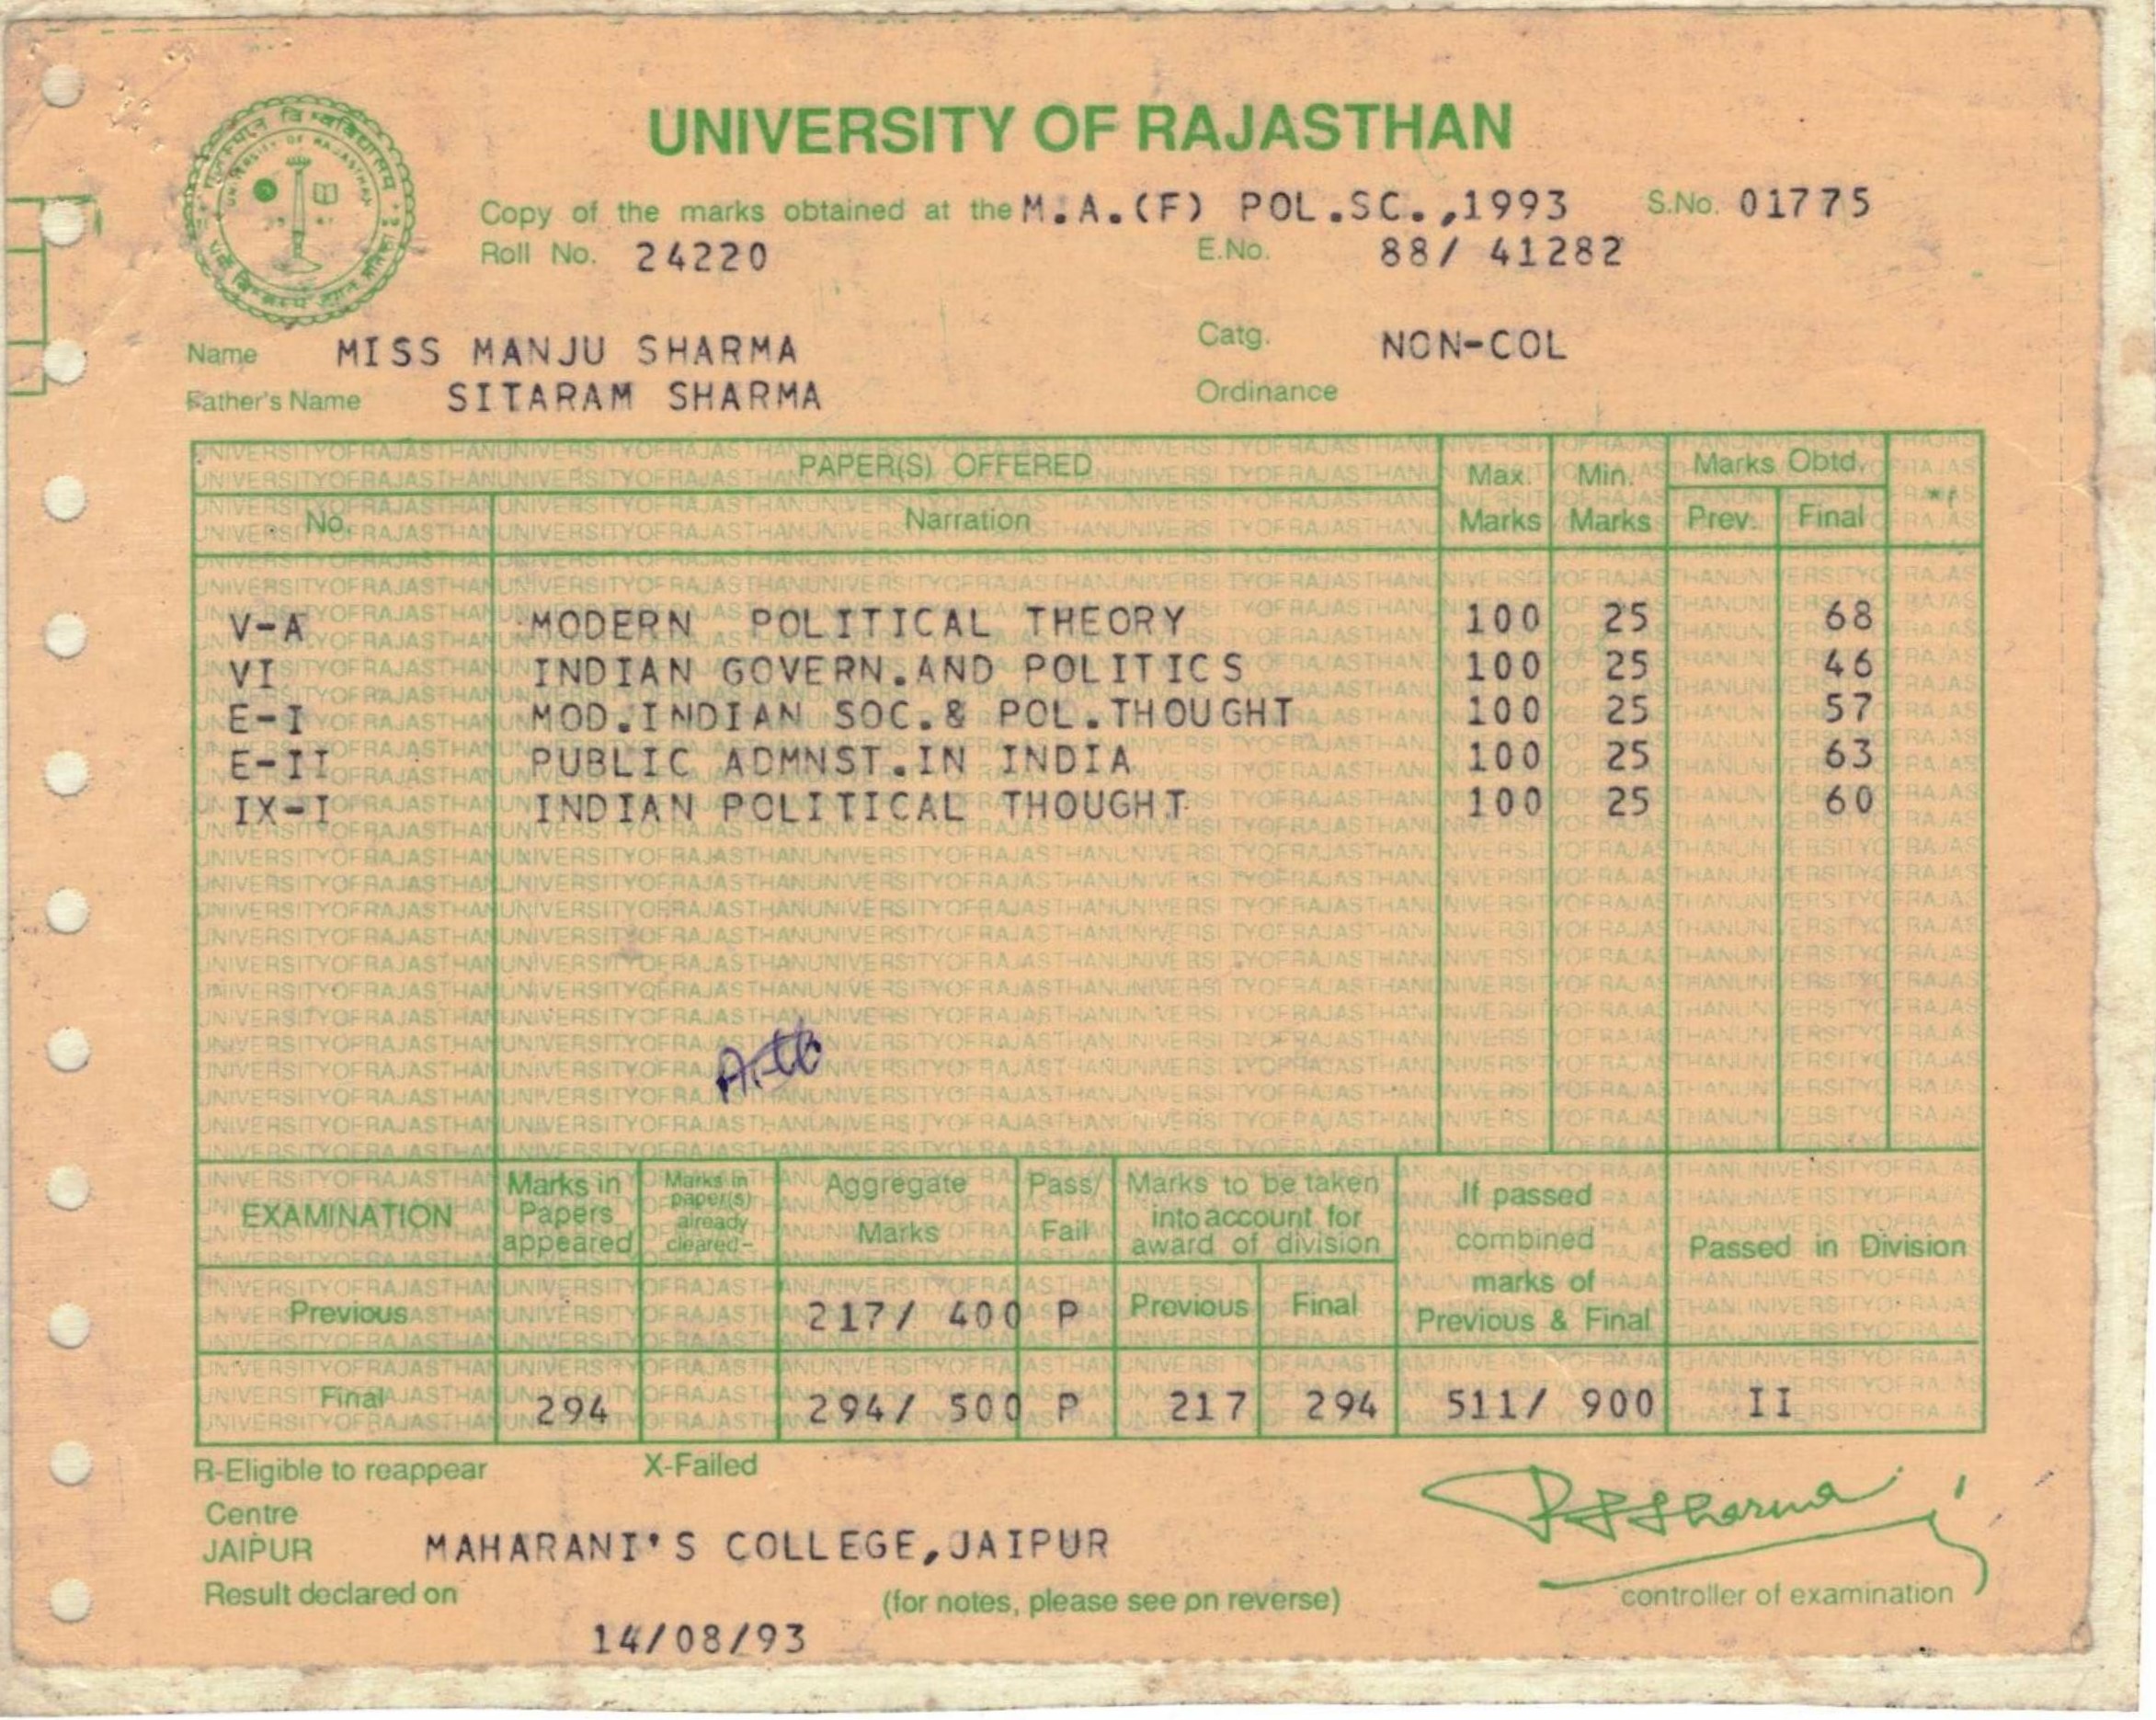 UNIVERSITY OF RAJASTHAN
UNIVERSITY OF RAJASTHAN
Copy of the marks obtained at the M.A.(F) POL.SC.,1993 S.No. 01775
Roll No. 24220 E.No. 88/ 41282
Name MISS MANJU SHARMA Catg. NON-COL
Father's Name SITARAM SHARMA Ordinance
PAPER(S) OFFERED Max. Marks Min. Marks Marks Obtd.
No. Narration Prev. Final
V-A MODERN POLITICAL THEORY 100 25 68
VI INDIAN GOVERN.AND POLITICS 100 25 46
E-I MOD.INDIAN SOC.& POL.THOUGHT 100 25 57
E-II PUBLIC ADMNST.IN INDIA 100 25 63
IX-I INDIAN POLITICAL THOUGHT 100 25 60
EXAMINATION Marks in Papers appeared Marks in paper(s) already cleared- Aggregate Marks Pass/ Fail Marks to be taken into account for award of division If passed combined marks of Previous & Final Passed in Division
Previous 217/ 400 P Previous Final
Final 294 294/ 500 P 217 294 511/ 900 II
R-Eligible to reappear X-Failed
Centre
JAIPUR MAHARANI'S COLLEGE,JAIPUR
Result declared on (for notes, please see on reverse) controller of examination
14/08/93